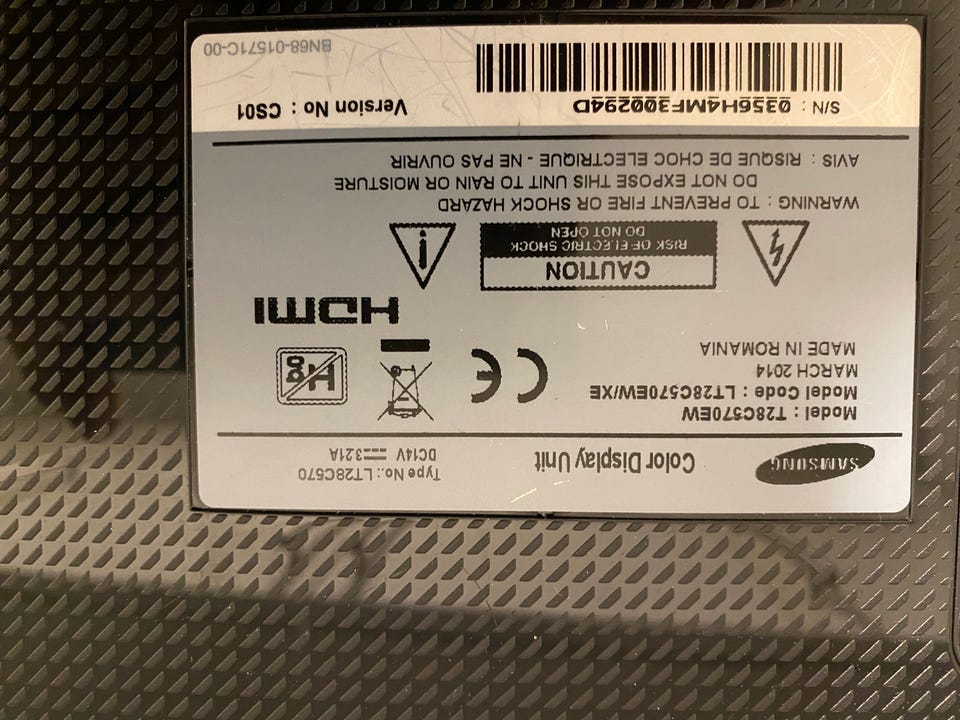 SAMSUNG
Color Display Unit
Type No.: LT28C570
DC14V ⎓ 3.21A
Model : T28C570EW
Model Code : LT28C570EW/XE
MARCH 2014
MADE IN ROMANIA
CE
Hg
HDMI
CAUTION
RISK OF ELECTRIC SHOCK
DO NOT OPEN
WARNING : TO PREVENT FIRE OR SHOCK HAZARD
DO NOT EXPOSE THIS UNIT TO RAIN OR MOISTURE
AVIS : RISQUE DE CHOC ELECTRIQUE - NE PAS OUVRIR
S/N : 0356H4MF300294D
Version No : CS01
BN68-01571C-00